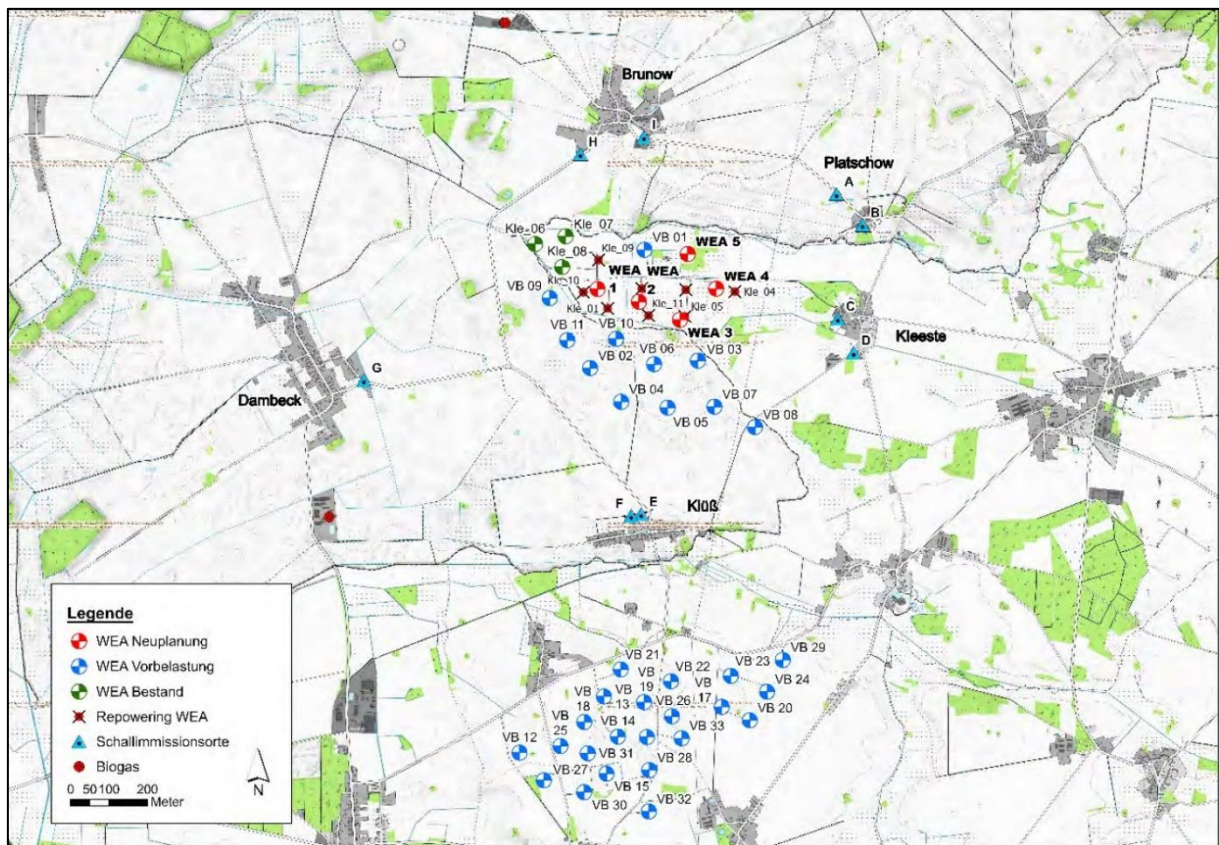 Brunow
I
H
Platschow
A
B
Kle_06
Kle_07
Kle_09
VB 01
WEA 5
Kle_08
WEA
WEA
WEA 4
Kle_10
VB 09
1
2
Kle_04
Kle_01
Kle_11
Kle_05
C
WEA 3
VB 11
VB 10
Kleeste
D
VB 06
VB 03
VB 02
G
Dambeck
VB 04
VB 07
VB 05
VB 08
F
E
Klüß
Legende
WEA Neuplanung
WEA Vorbelastung
WEA Bestand
Repowering WEA
Schallimmissionsorte
Biogas
0 50 100 200
Meter
N
VB 21
VB 29
VB
19
VB 22
VB 23
VB
18
VB
13
VB
17
VB 24
VB 26
VB
25
VB 14
VB 20
VB 33
VB 12
VB 31
VB 28
VB 27
VB 15
VB 30
VB 32